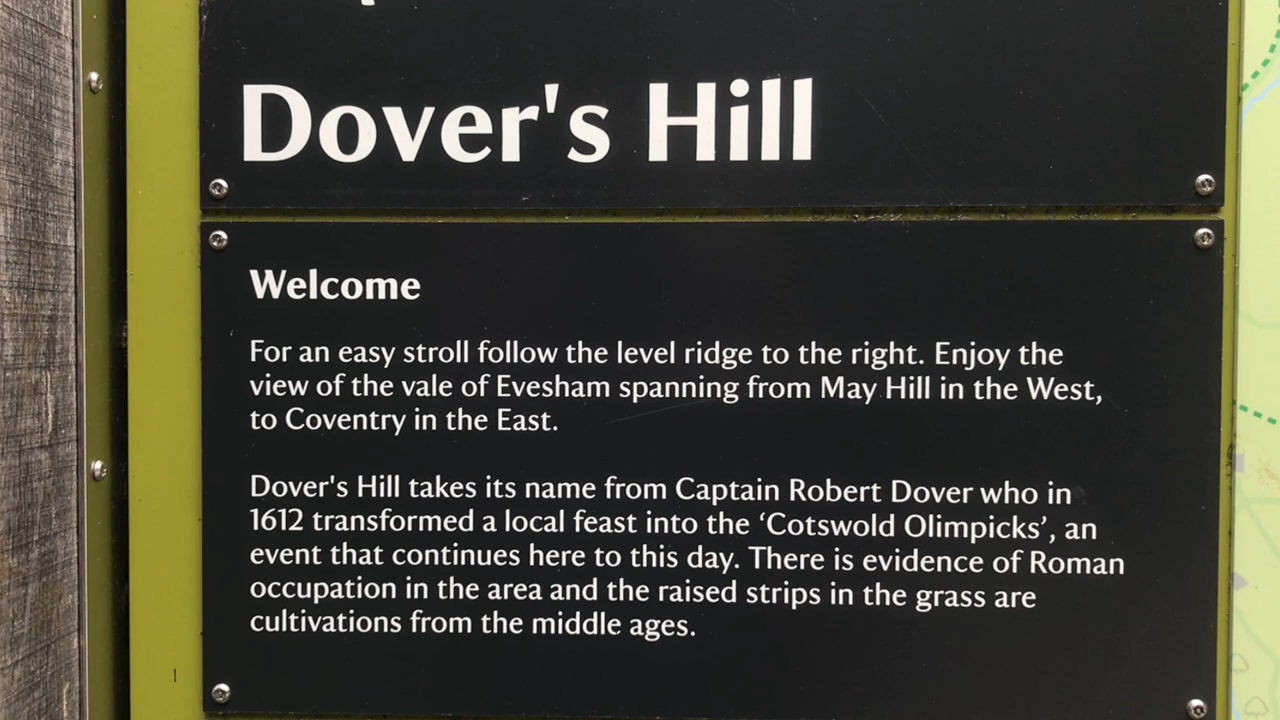 Dover's Hill
Welcome
For an easy stroll follow the level ridge to the right. Enjoy the
view of the vale of Evesham spanning from May Hill in the West,
to Coventry in the East.
Dover's Hill takes its name from Captain Robert Dover who in
1612 transformed a local feast into the ‘Cotswold Olimpicks’, an
event that continues here to this day. There is evidence of Roman
occupation in the area and the raised strips in the grass are
cultivations from the middle ages.